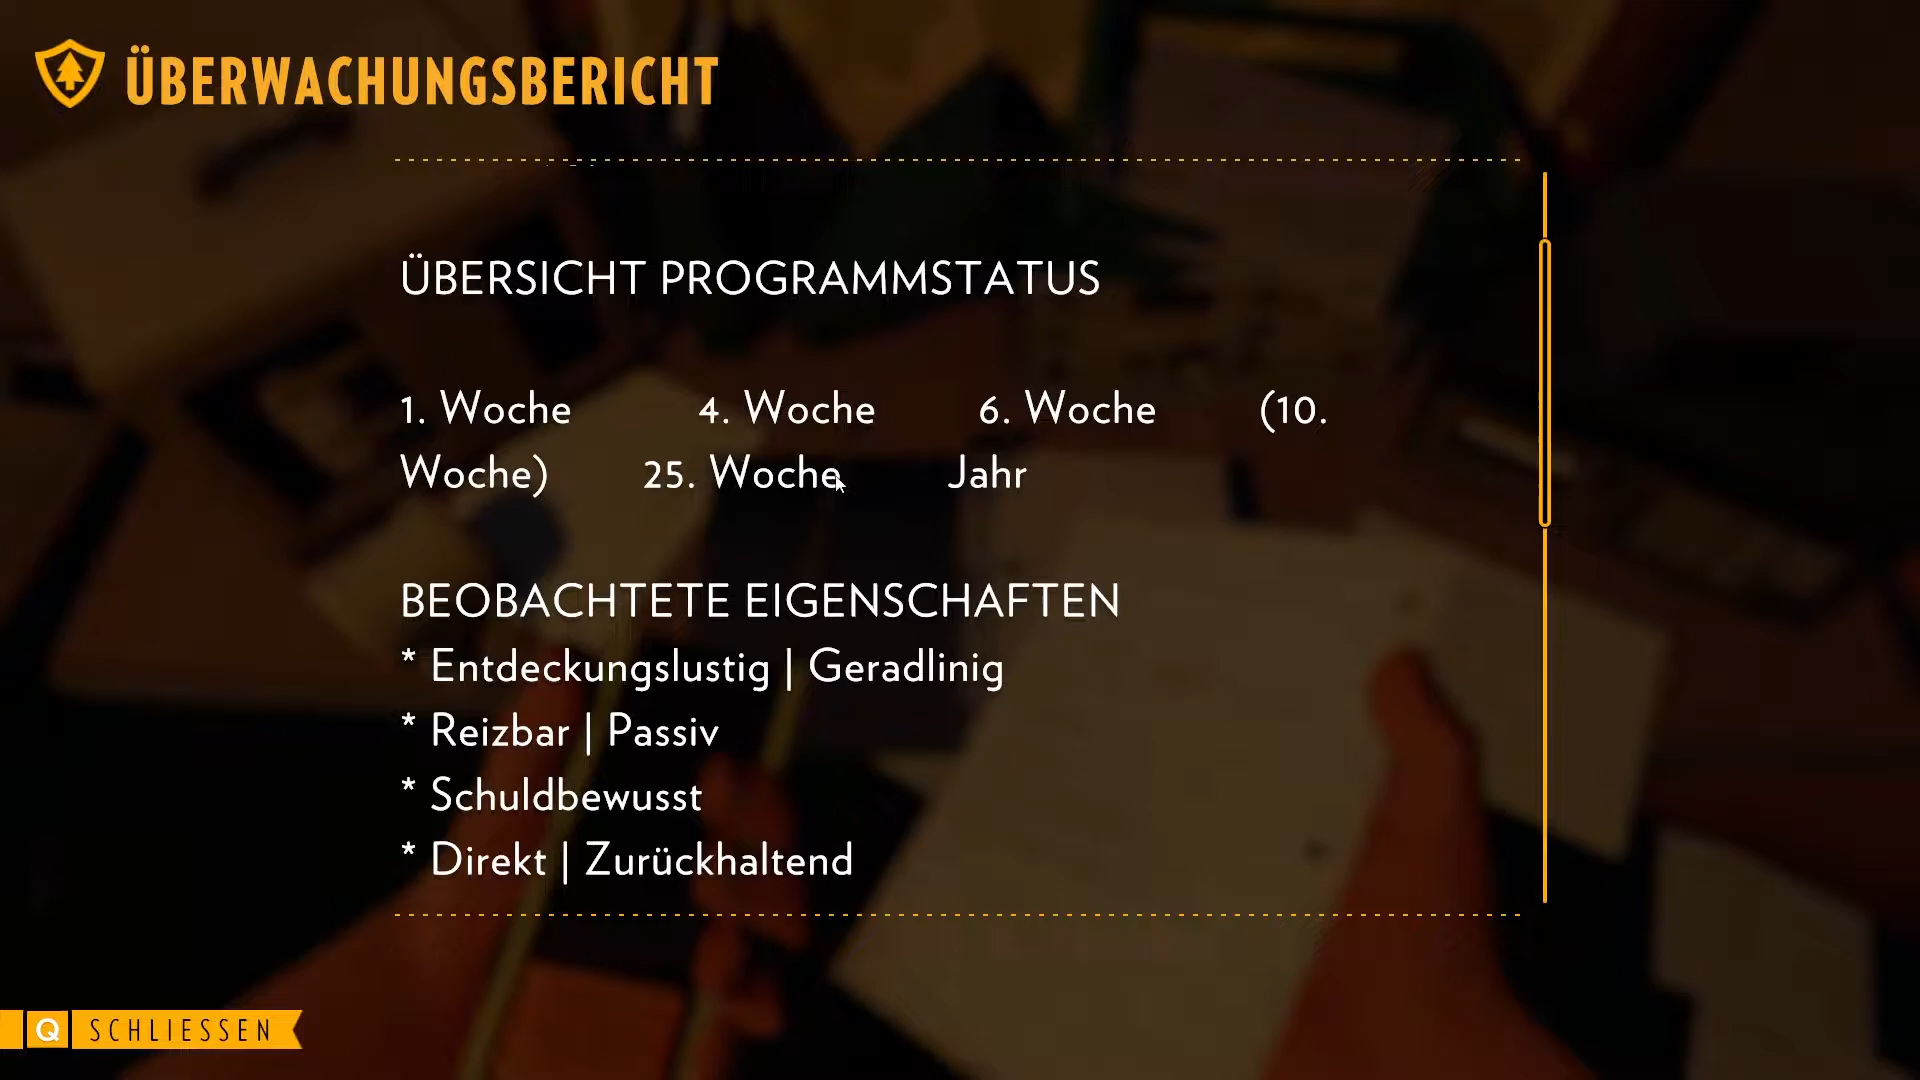 ÜBERWACHUNGSBERICHT
ÜBERSICHT PROGRAMMSTATUS
1. Woche 4. Woche 6. Woche (10.
Woche) 25. Woche Jahr
BEOBACHTETE EIGENSCHAFTEN
* Entdeckungslustig | Geradlinig
* Reizbar | Passiv
* Schuldbewusst
* Direkt | Zurückhaltend
Q SCHLIESSEN